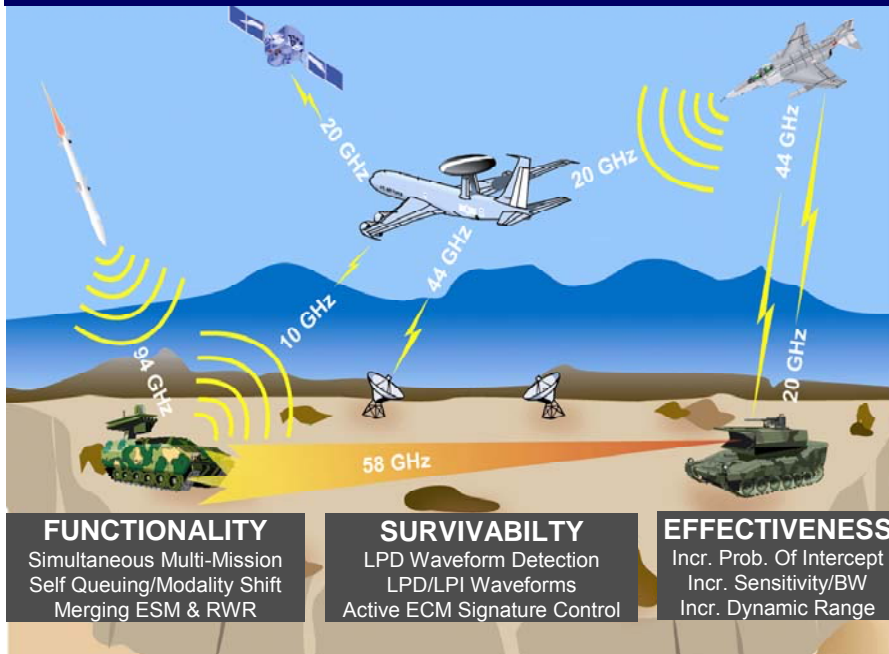 20 GHz
20 GHz
44 GHz
44 GHz
10 GHz
94 GHz
20 GHz
58 GHz
FUNCTIONALITY
Simultaneous Multi-Mission
Self Queuing/Modality Shift
Merging ESM & RWR
SURVIVABILTY
LPD Waveform Detection
LPD/LPI Waveforms
Active ECM Signature Control
EFFECTIVENESS
Incr. Prob. Of Intercept
Incr. Sensitivity/BW
Incr. Dynamic Range